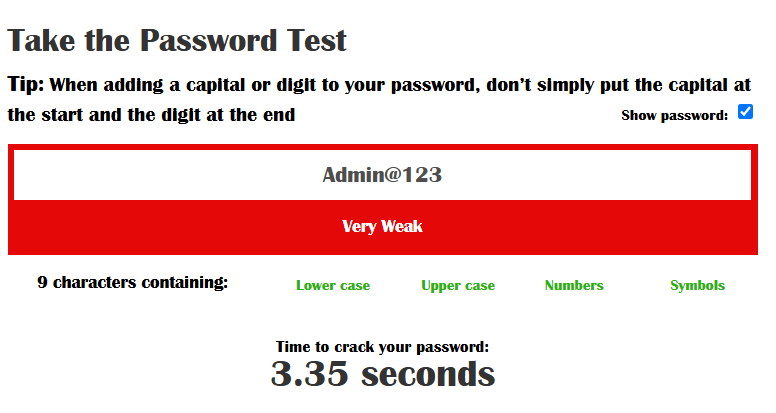 Take the Password Test
Tip: When adding a capital or digit to your password, don’t simply put the capital at
the start and the digit at the end
Show password:
Admin@123
Very Weak
9 characters containing:
Lower case
Upper case
Numbers
Symbols
Time to crack your password:
3.35 seconds